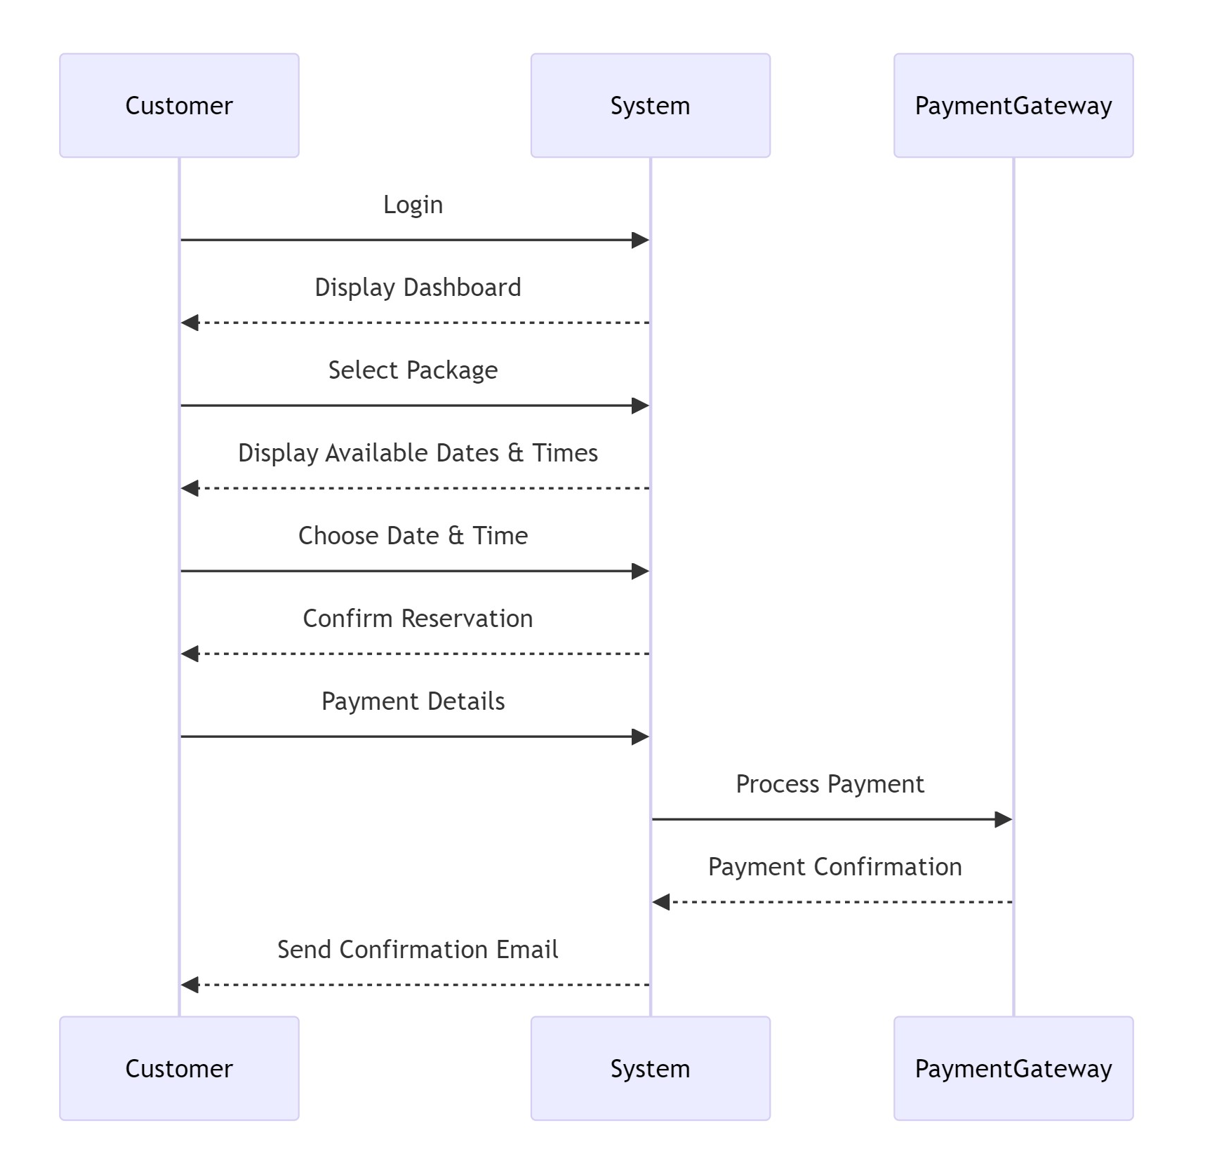 Customer
System
PaymentGateway
Login
Display Dashboard
Select Package
Display Available Dates & Times
Choose Date & Time
Confirm Reservation
Payment Details
Process Payment
Payment Confirmation
Send Confirmation Email
Customer
System
PaymentGateway